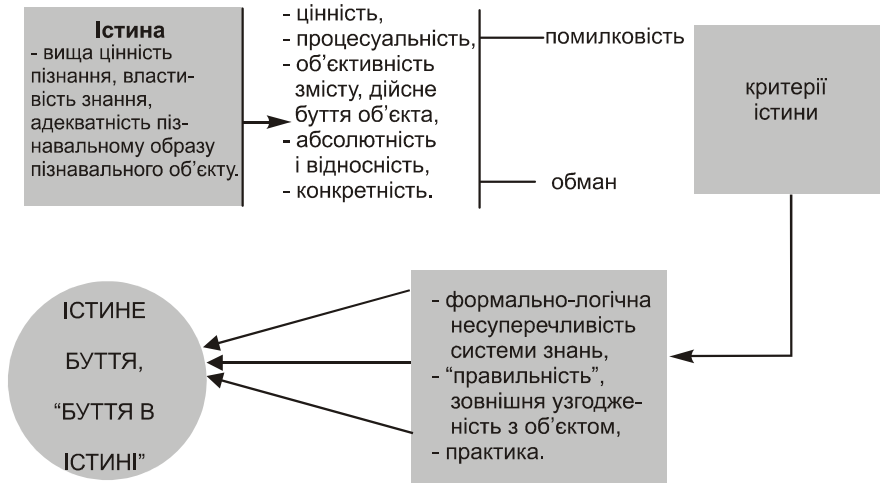 Істина
- вища цінність
пізнання, власти-
вість знання,
адекватність піз-
навальному образу
пізнавального об’єкту.
- цінність,
- процесуальність,
- об’єктивність
змісту, дійсне
буття об’єкта,
- абсолютність
і відносність,
- конкретність.
помилковість
обман
критерії
істини
- формально-логічна
несуперечливість
системи знань,
- “правильність”,
зовнішня узгодже-
ність з об’єктом,
- практика.
ІСТИНЕ
БУТТЯ,
“БУТТЯ В
ІСТИНІ”